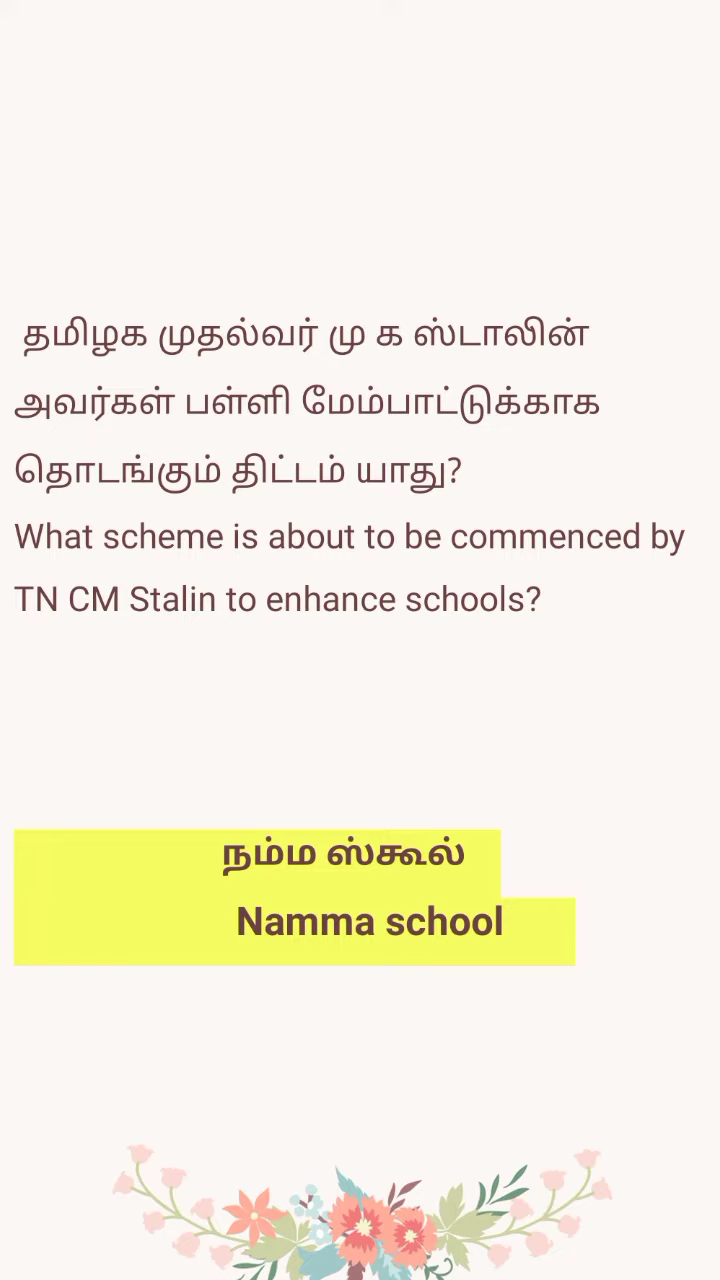 தமிழக முதல்வர் மு க ஸ்டாலின்
அவர்கள் பள்ளி மேம்பாட்டுக்காக
தொடங்கும் திட்டம் யாது?
What scheme is about to be commenced by
TN CM Stalin to enhance schools?
நம்ம ஸ்கூல்
Namma school